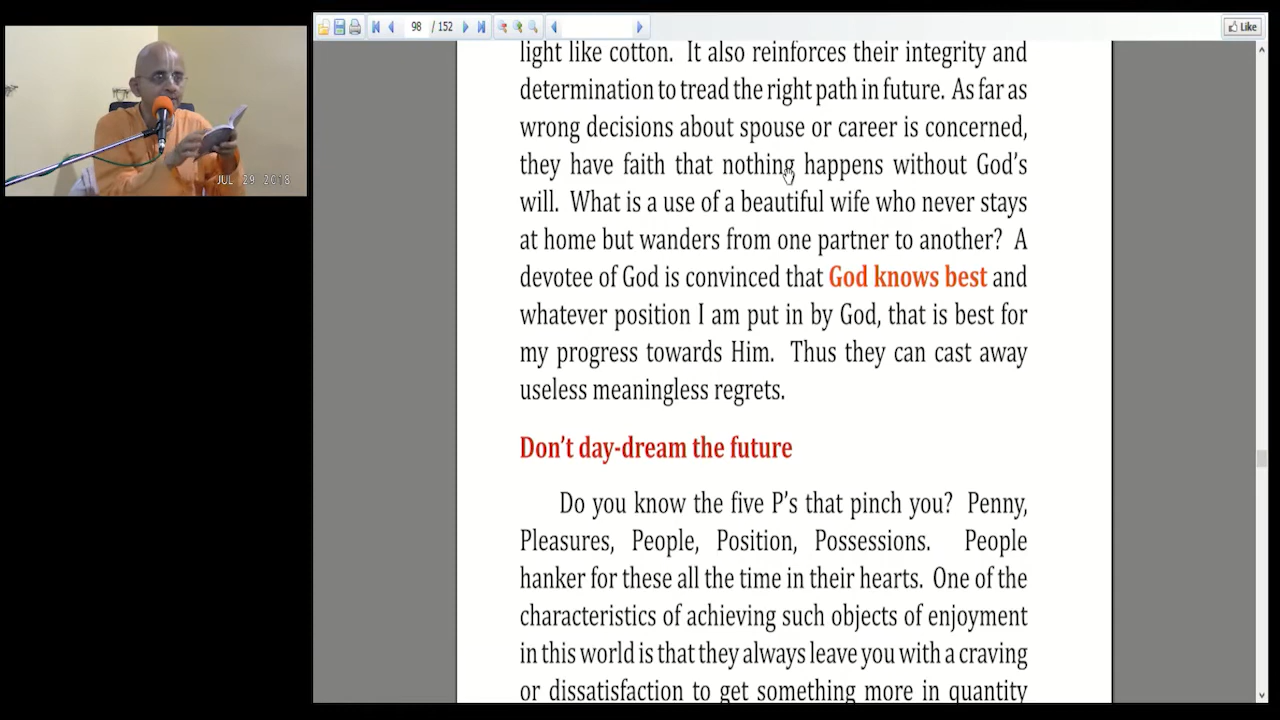 98 / 152
Like
light like cotton. It also reinforces their integrity and
determination to tread the right path in future. As far as
wrong decisions about spouse or career is concerned,
they have faith that nothing happens without God's
will. What is a use of a beautiful wife who never stays
at home but wanders from one partner to another? A
devotee of God is convinced that God knows best and
whatever position I am put in by God, that is best for
my progress towards Him. Thus they can cast away
useless meaningless regrets.
Don't day-dream the future
Do you know the five P's that pinch you? Penny,
Pleasures, People, Position, Possessions. People
hanker for these all the time in their hearts. One of the
characteristics of achieving such objects of enjoyment
in this world is that they always leave you with a craving
or dissatisfaction to get something more in quantity
JUL 29 2018